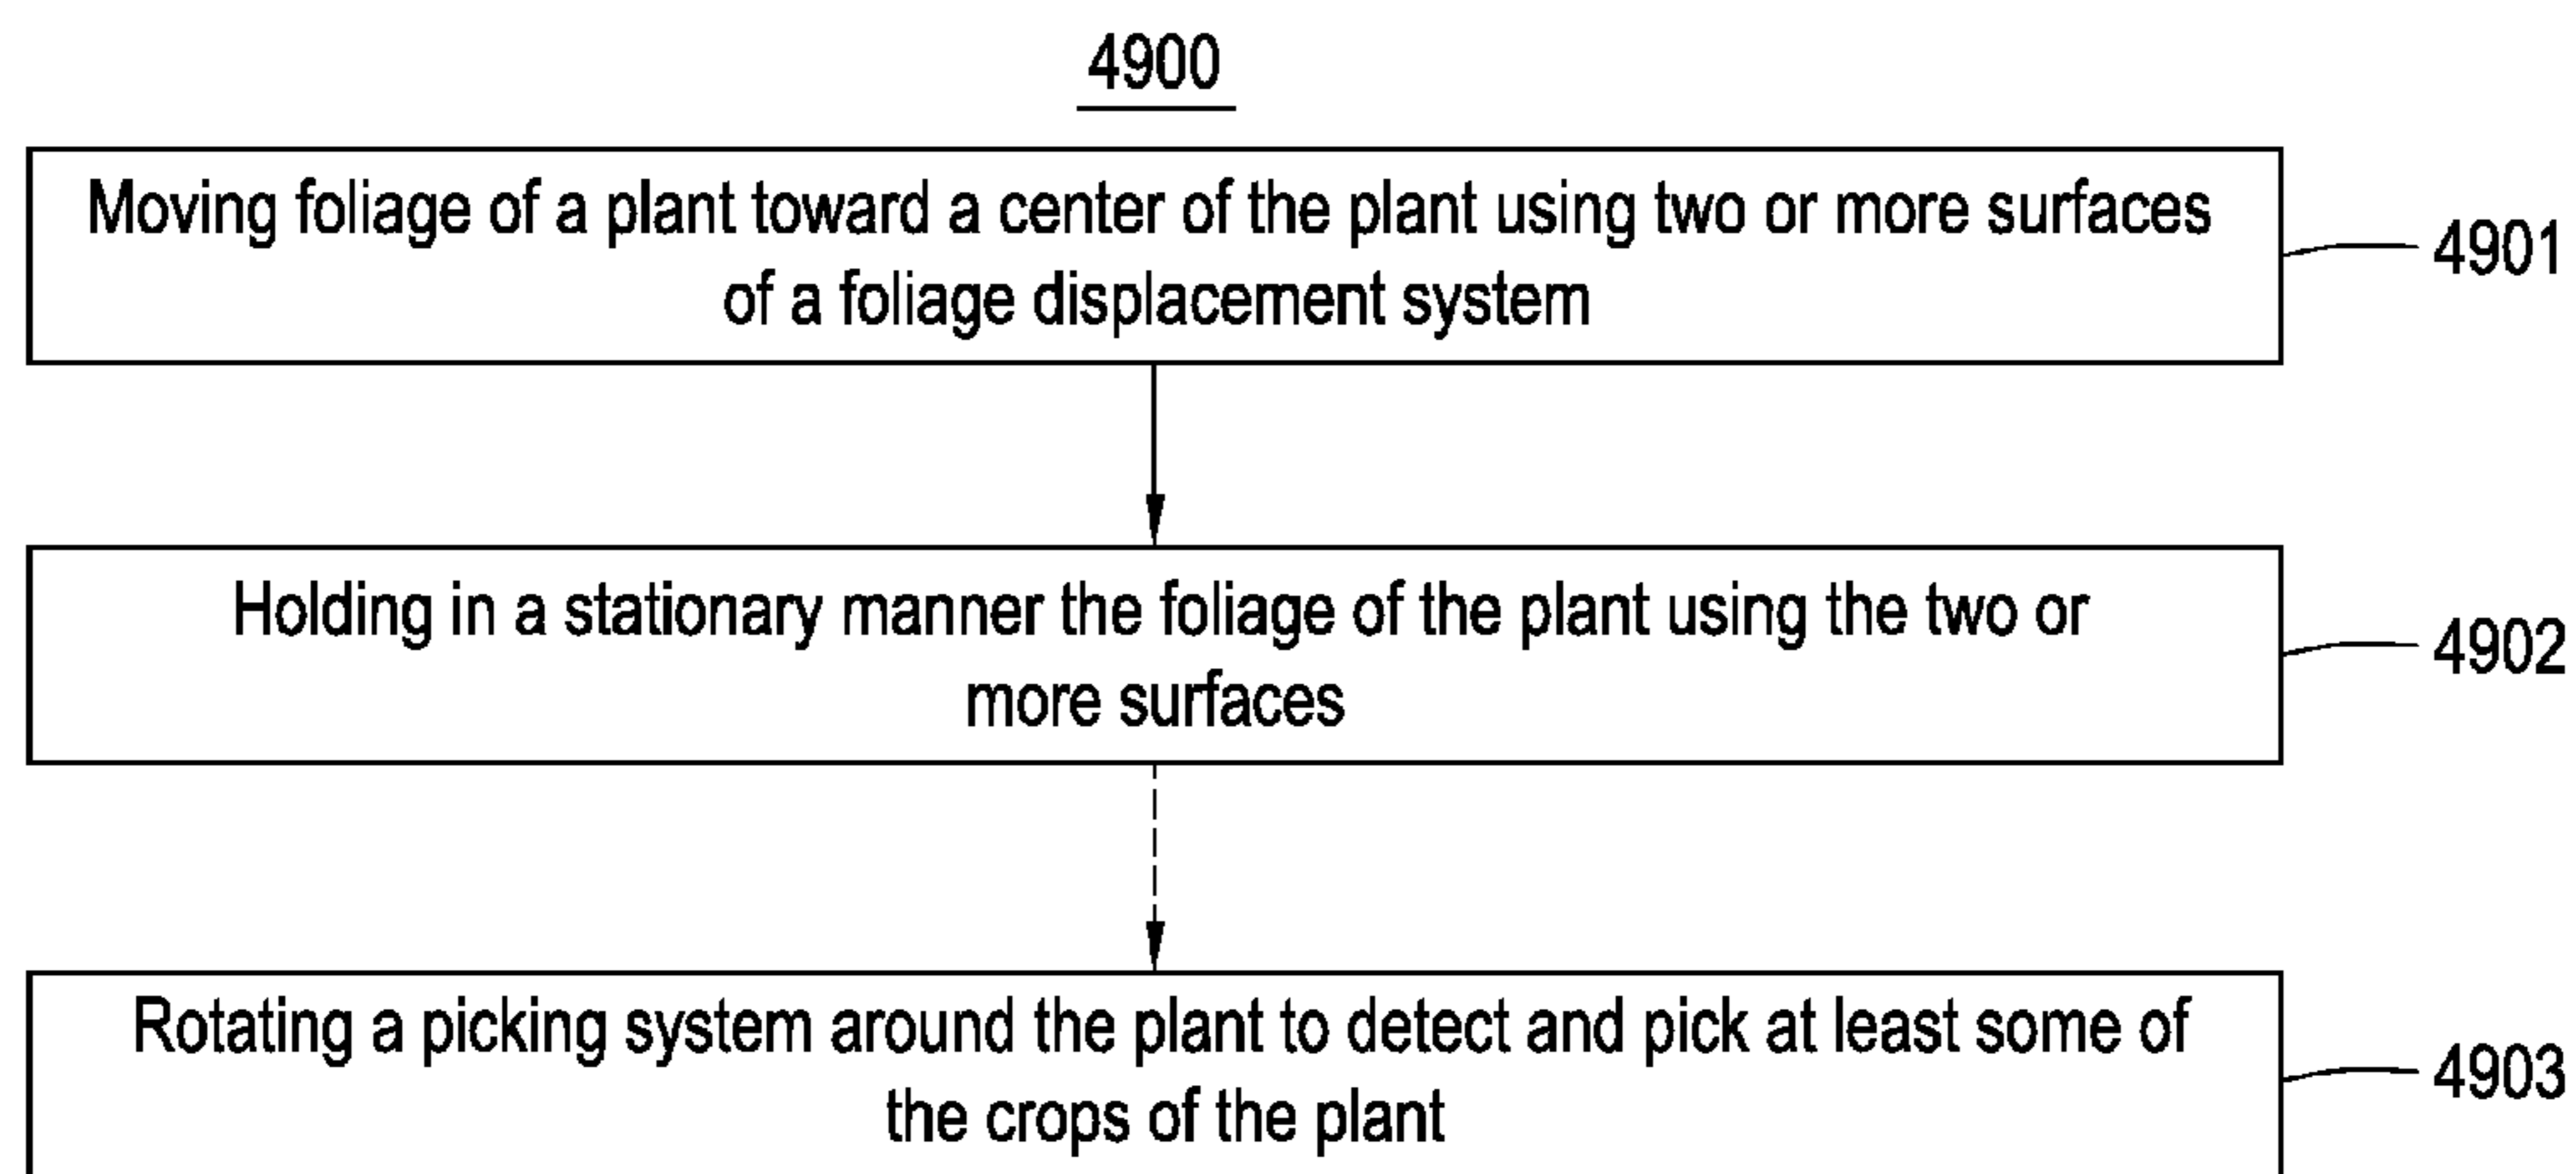 4900
Moving foliage of a plant toward a center of the plant using two or more surfaces
of a foliage displacement system
4901
Holding in a stationary manner the foliage of the plant using the two or
more surfaces
4902
Rotating a picking system around the plant to detect and pick at least some of
the crops of the plant
4903